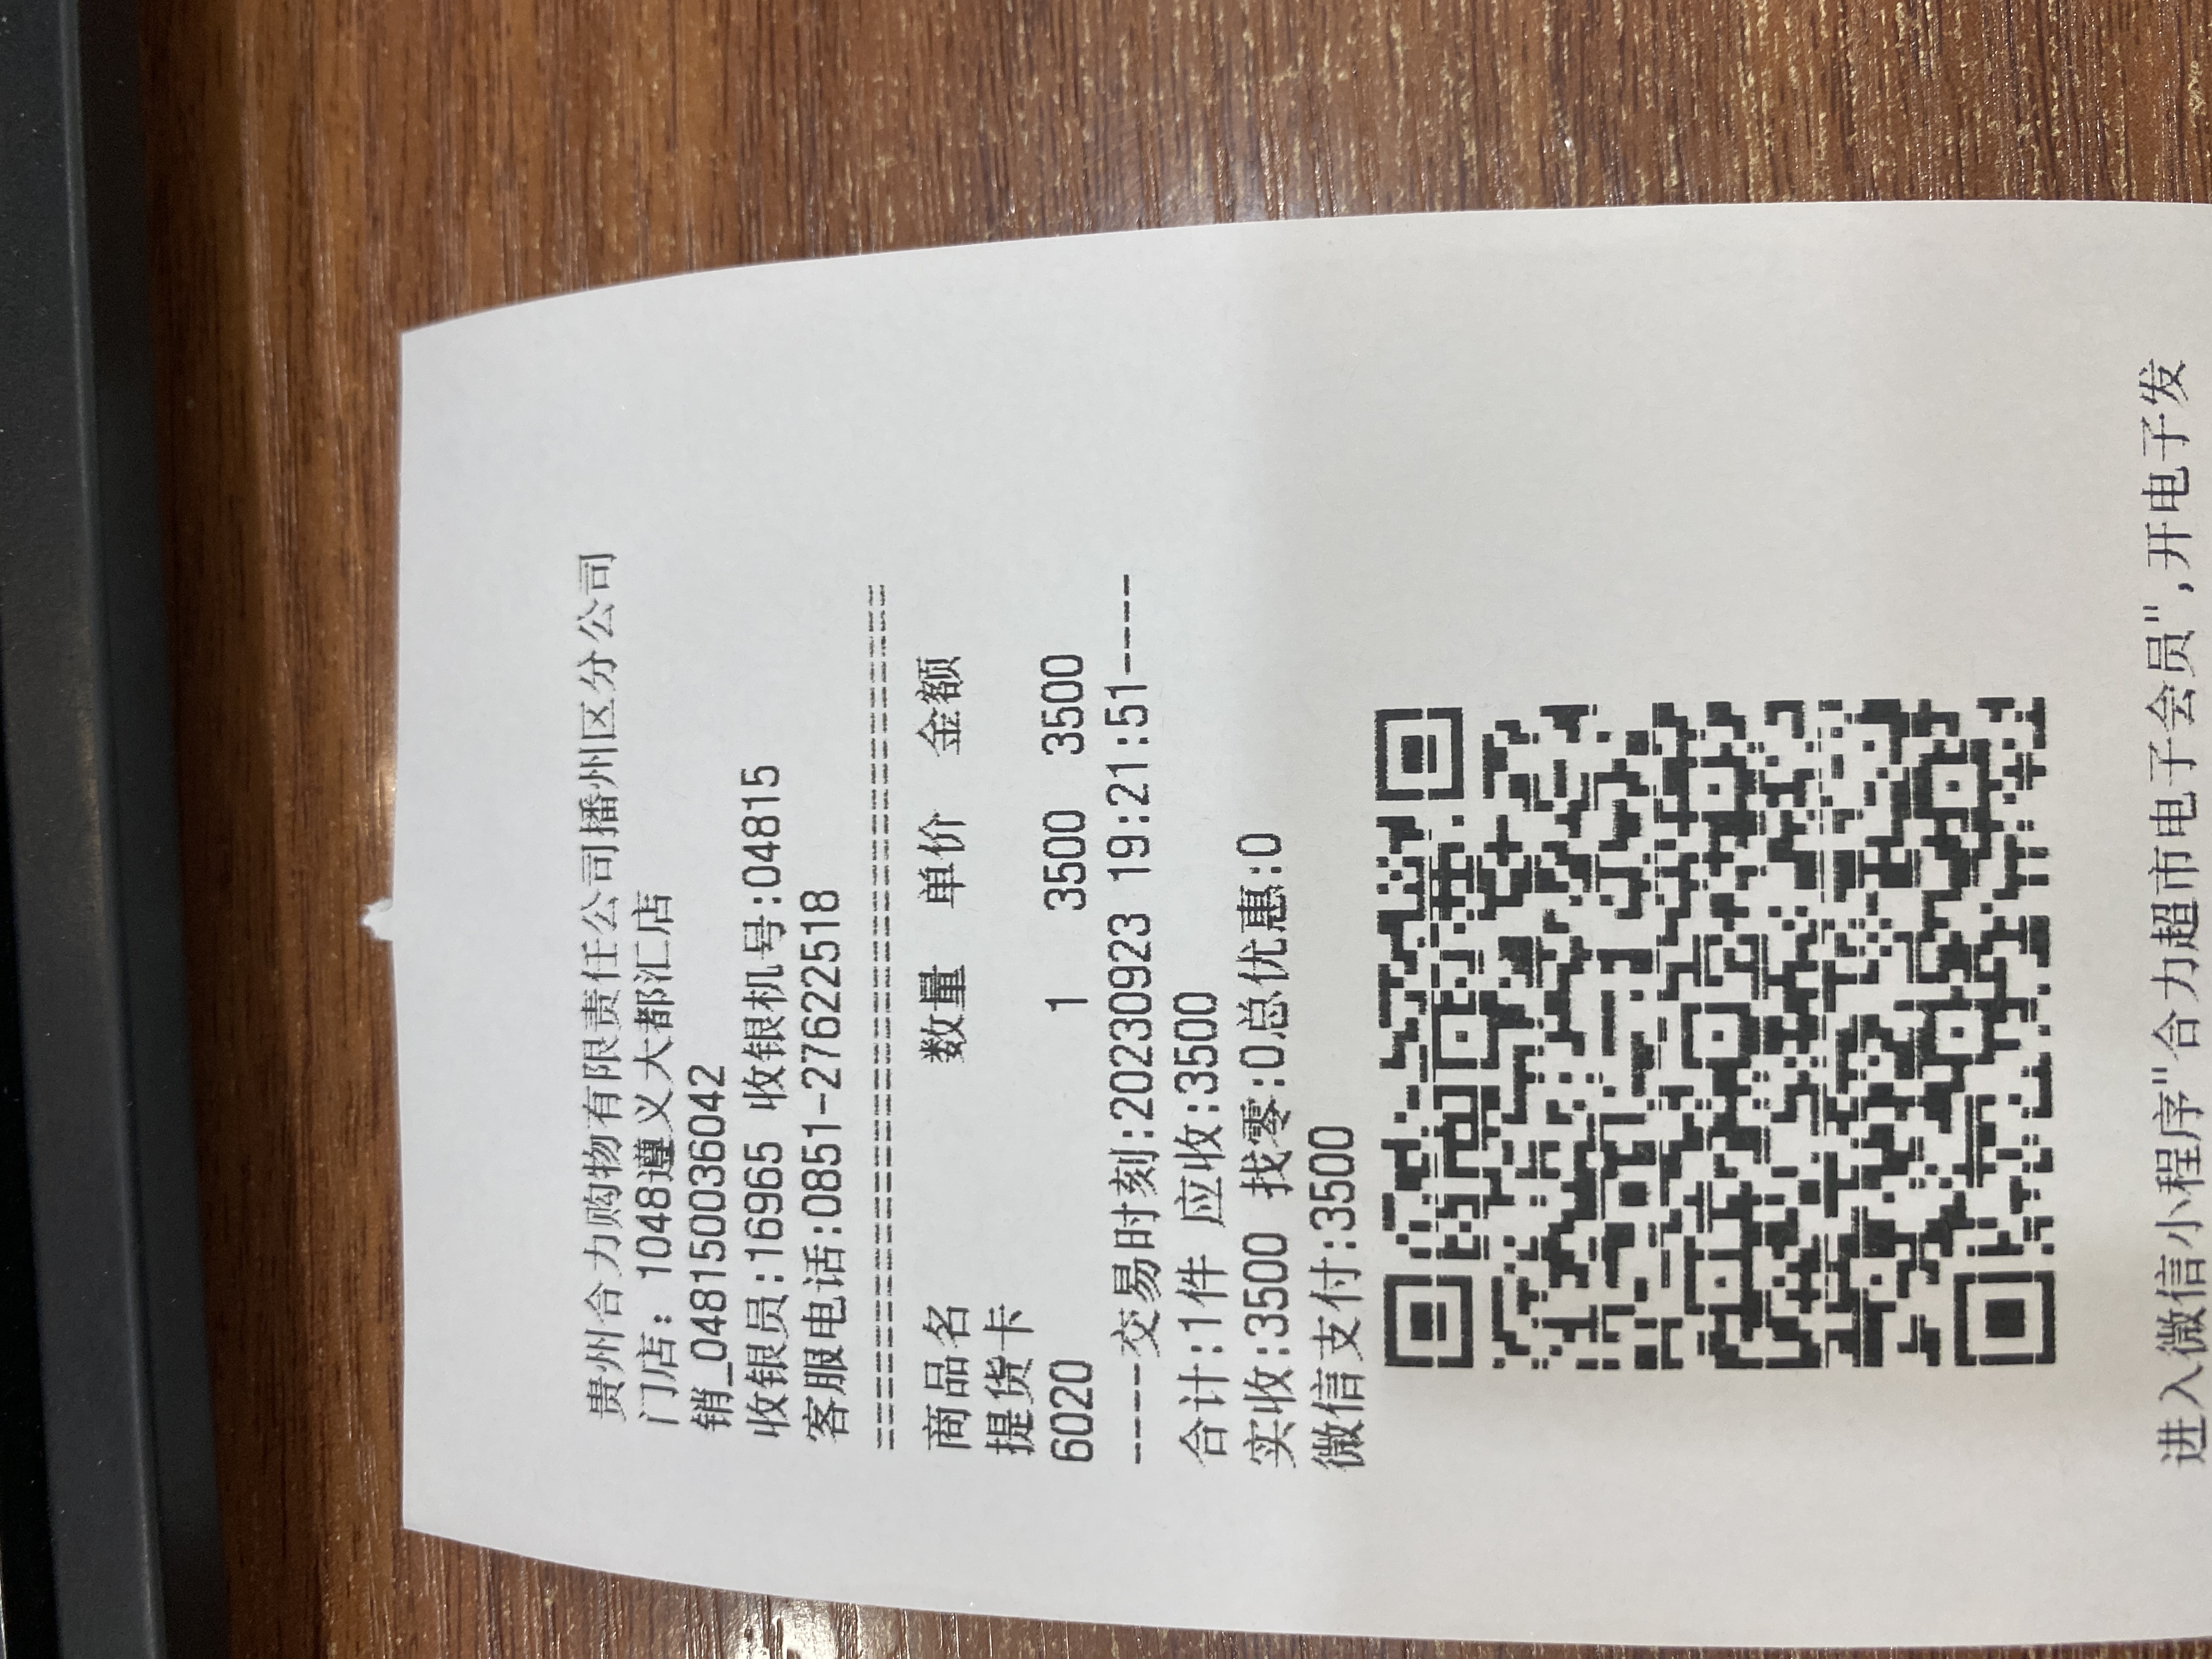 贵州合力购物有限责任公司播州区分公司
门店: 1048遵义大都汇店
销_048150036042
收银员:16965 收银机号:04815
客服电话:0851-27622518
========================================
商品名 数量 单价 金额
提货卡
6020 1 3500 3500
----交易时刻:20230923 19:21:51----
合计:1件 应收:3500
实收:3500 找零:0总优惠:0
微信支付:3500
进入微信小程序"合力超市电子会员",开电子发